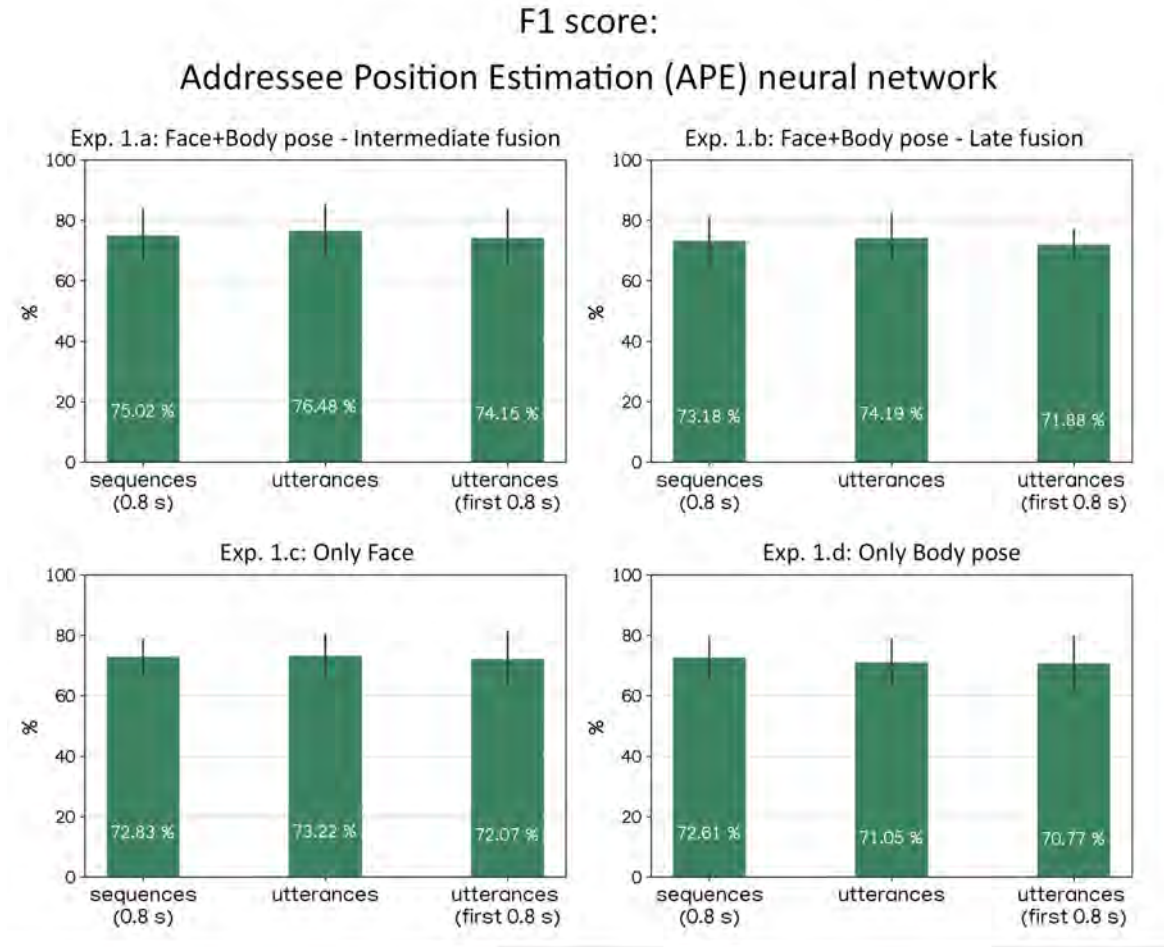 F1 score:
Addressee Position Estimation (APE) neural network
Exp. 1.a: Face+Body pose - Intermediate fusion
100
80
60
40
20
0
%
75.02 %
76.48 %
74.15 %
sequences
(0.8 s)
utterances
utterances
(first 0.8 s)
Exp. 1.b: Face+Body pose - Late fusion
100
80
60
40
20
0
%
73.18 %
74.19 %
71.88 %
sequences
(0.8 s)
utterances
utterances
(first 0.8 s)
Exp. 1.c: Only Face
100
80
60
40
20
0
%
72.83 %
73.22 %
72.07 %
sequences
(0.8 s)
utterances
utterances
(first 0.8 s)
Exp. 1.d: Only Body pose
100
80
60
40
20
0
%
72.61 %
71.05 %
70.77 %
sequences
(0.8 s)
utterances
utterances
(first 0.8 s)